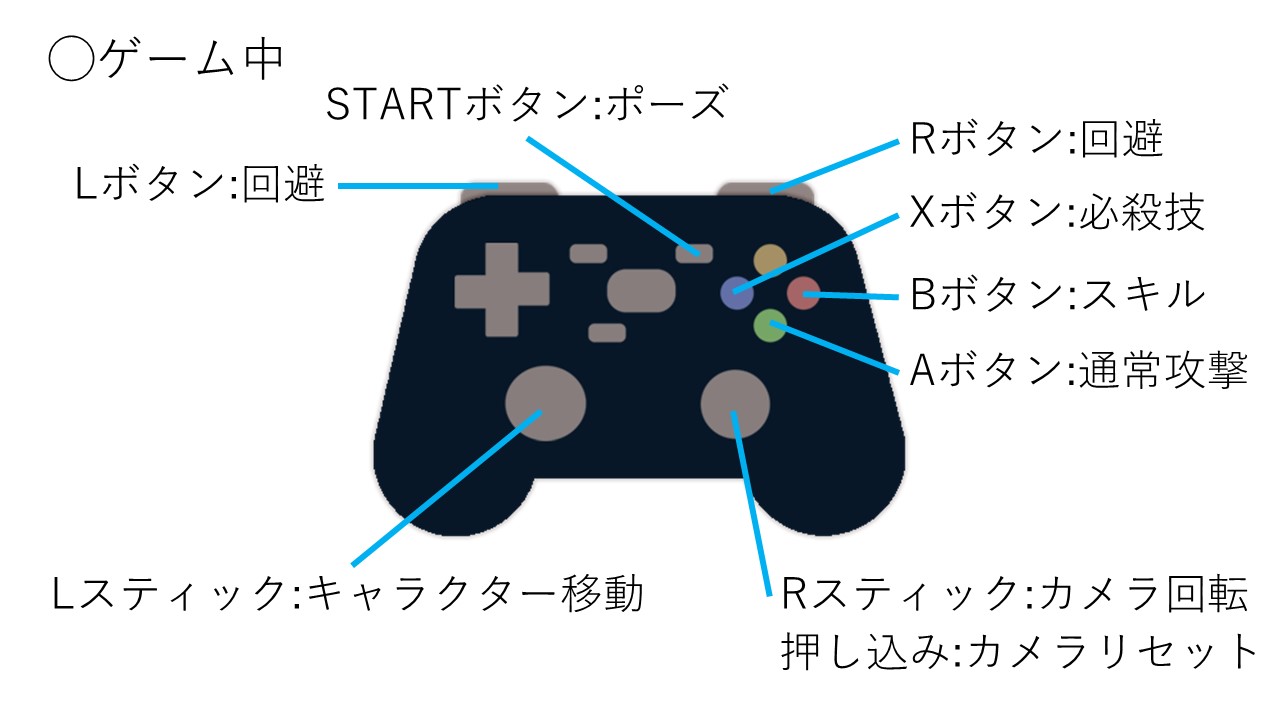 ◯ゲーム中
STARTボタン:ポーズ
Lボタン:回避
Rボタン:回避
Xボタン:必殺技
Bボタン:スキル
Aボタン:通常攻撃
Lスティック:キャラクター移動
Rスティック:カメラ回転
押し込み:カメラリセット